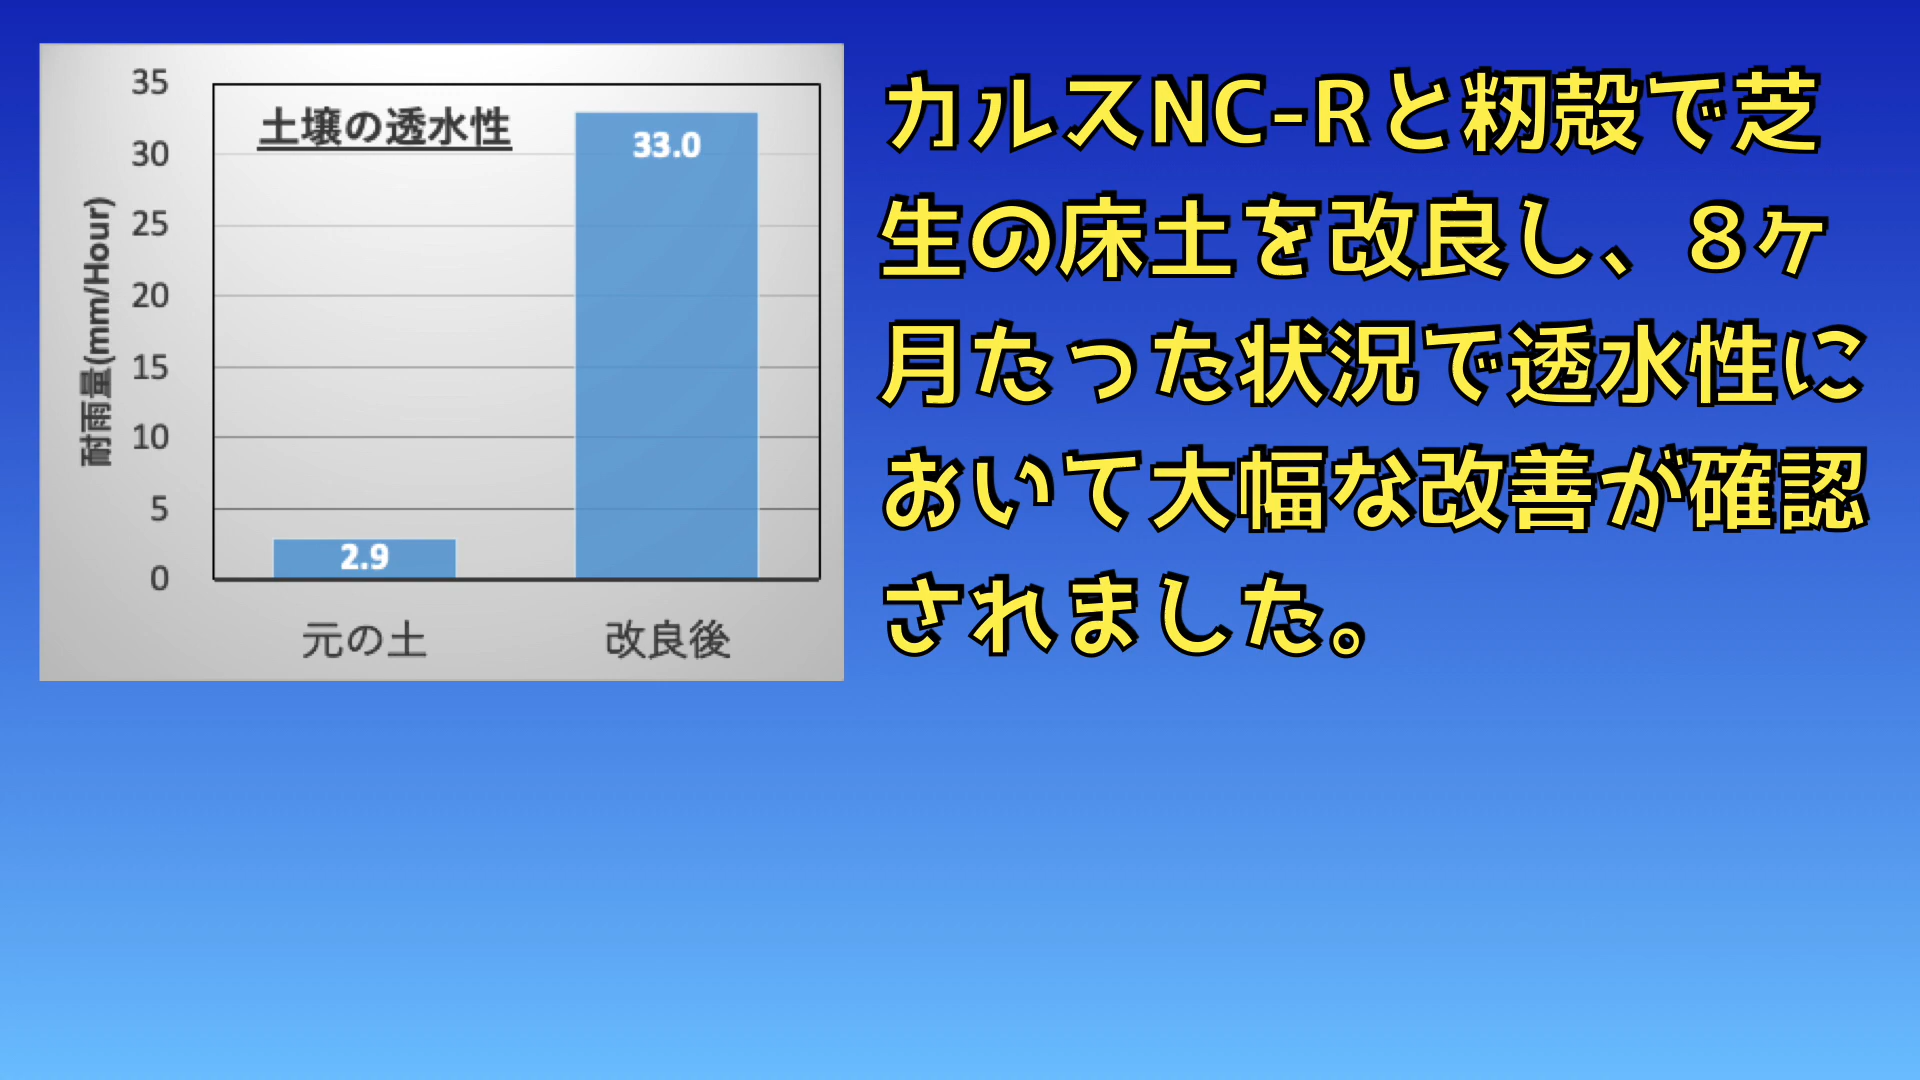 土壌の透水性
耐雨量(mm/Hour)
35
30
25
20
15
10
5
0
33.0
2.9
元の土
改良後
カルスNC-Rと籾殻で芝
生の床土を改良し、８ヶ
月たった状況で透水性に
おいて大幅な改善が確認
されました。